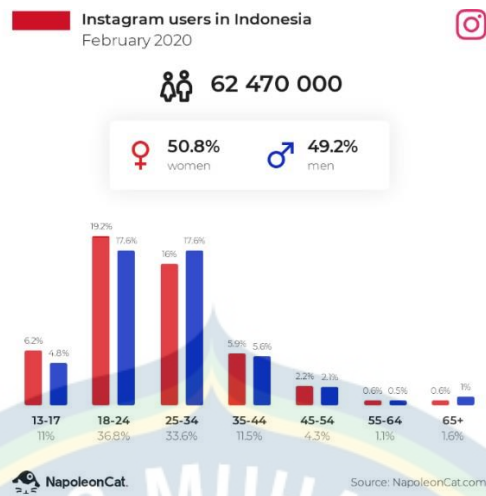 Instagram users in Indonesia
February 2020
62 470 000
50.8% 49.2%
women men
19.2%
17.6% 16% 17.6%
6.2% 4.8%
5.9% 5.6%
2.2% 2.1%
0.6% 0.5% 0.6% 1%
13-17 18-24 25-34 35-44 45-54 55-64 65+
11% 36.8% 33.6% 11.5% 4.3% 1.1% 1.6%
NapoleonCat. Source: NapoleonCat.com